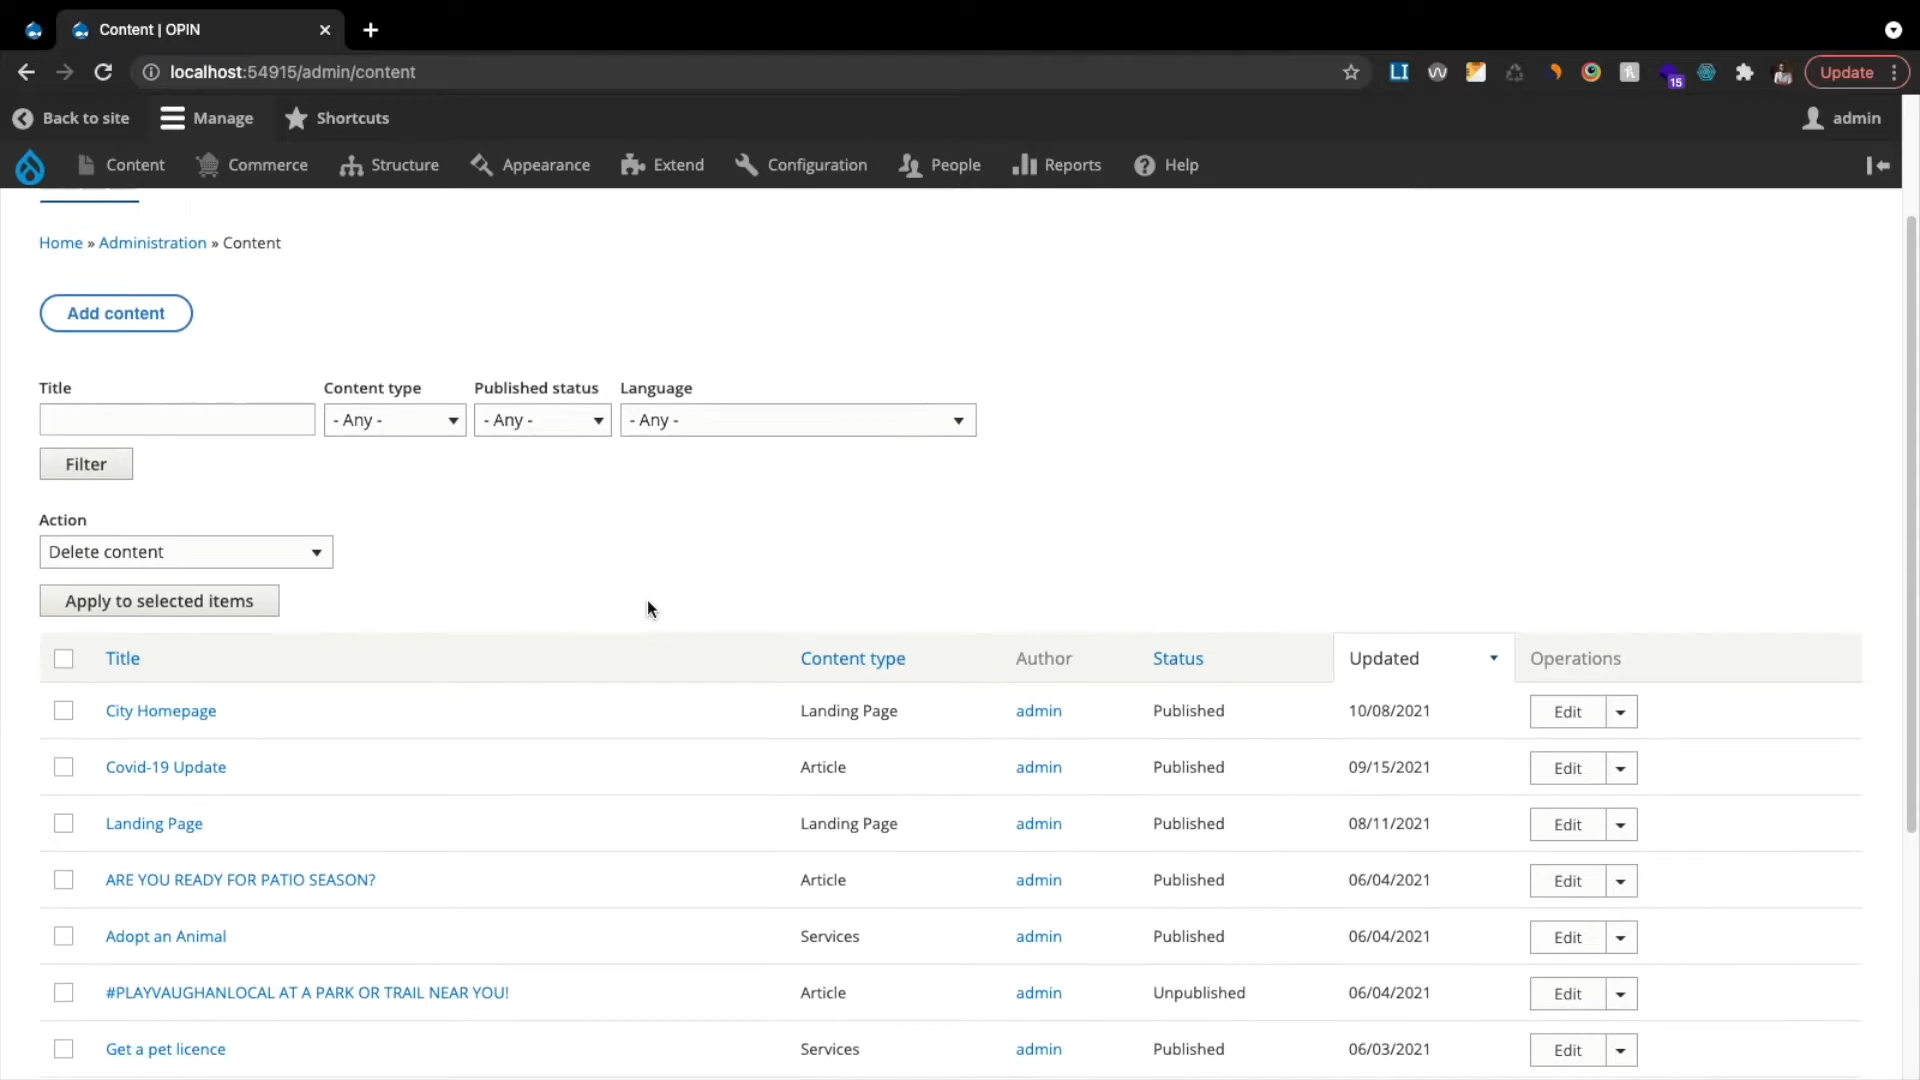 Content | OPIN
localhost:54915/admin/content
LI
15
Update
Back to site Manage Shortcuts admin
Content Commerce Structure Appearance Extend Configuration People Reports Help
Home » Administration » Content
Add content
Title Content type Published status Language
- Any - - Any - - Any -
Filter
Action
Delete content
Apply to selected items
Title Content type Author Status Updated Operations
City Homepage Landing Page admin Published 10/08/2021 Edit
Covid-19 Update Article admin Published 09/15/2021 Edit
Landing Page Landing Page admin Published 08/11/2021 Edit
ARE YOU READY FOR PATIO SEASON? Article admin Published 06/04/2021 Edit
Adopt an Animal Services admin Published 06/04/2021 Edit
#PLAYVAUGHANLOCAL AT A PARK OR TRAIL NEAR YOU! Article admin Unpublished 06/04/2021 Edit
Get a pet licence Services admin Published 06/03/2021 Edit